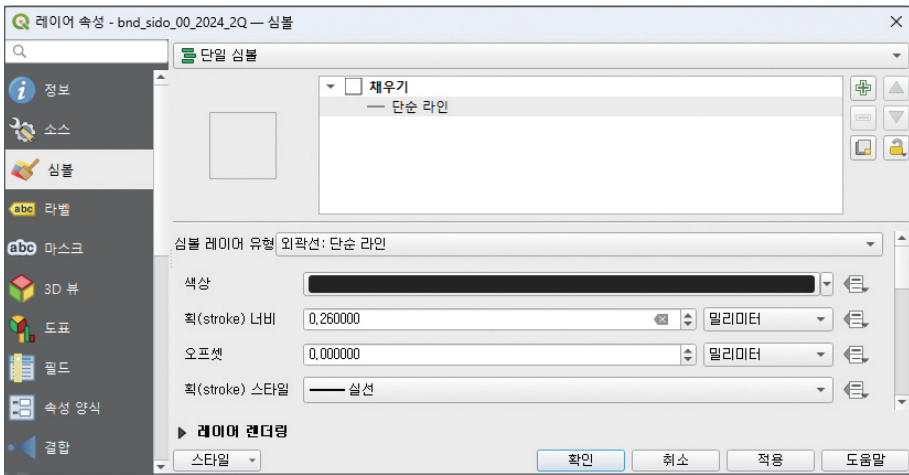 레이어 속성 - bnd_sido_00_2024_2Q — 심볼
정보
소스
심볼
abc 라벨
abc 마스크
3D 뷰
도표
필드
속성 양식
결합
단일 심볼
채우기
단순 라인
심볼 레이어 유형 외곽선: 단순 라인
색상
획(stroke) 너비 0,260000 밀리미터
오프셋 0,000000 밀리미터
획(stroke) 스타일 실선
레이어 렌더링
스타일 확인 취소 적용 도움말